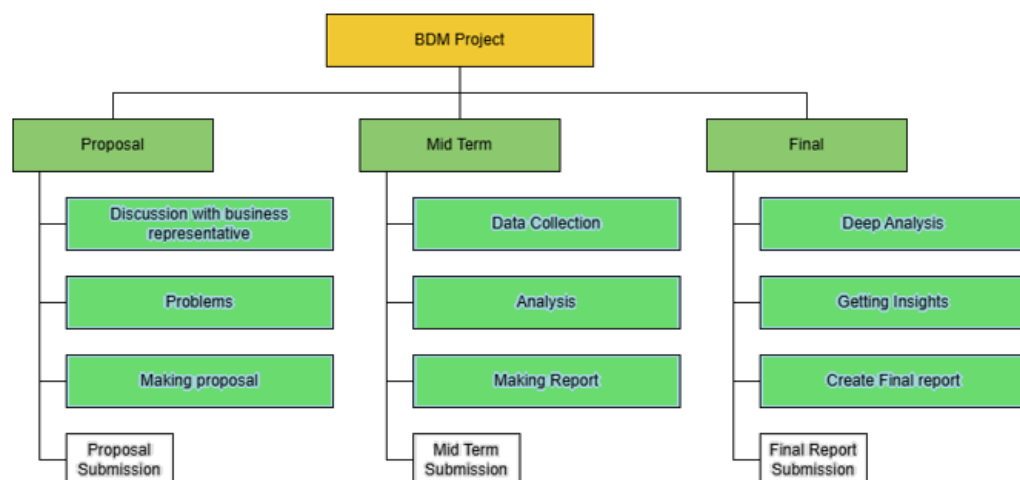 BDM Project
Proposal
Mid Term
Final
Discussion with business
representative
Data Collection
Deep Analysis
Problems
Analysis
Getting Insights
Making proposal
Making Report
Create Final report
Proposal
Submission
Mid Term
Submission
Final Report
Submission